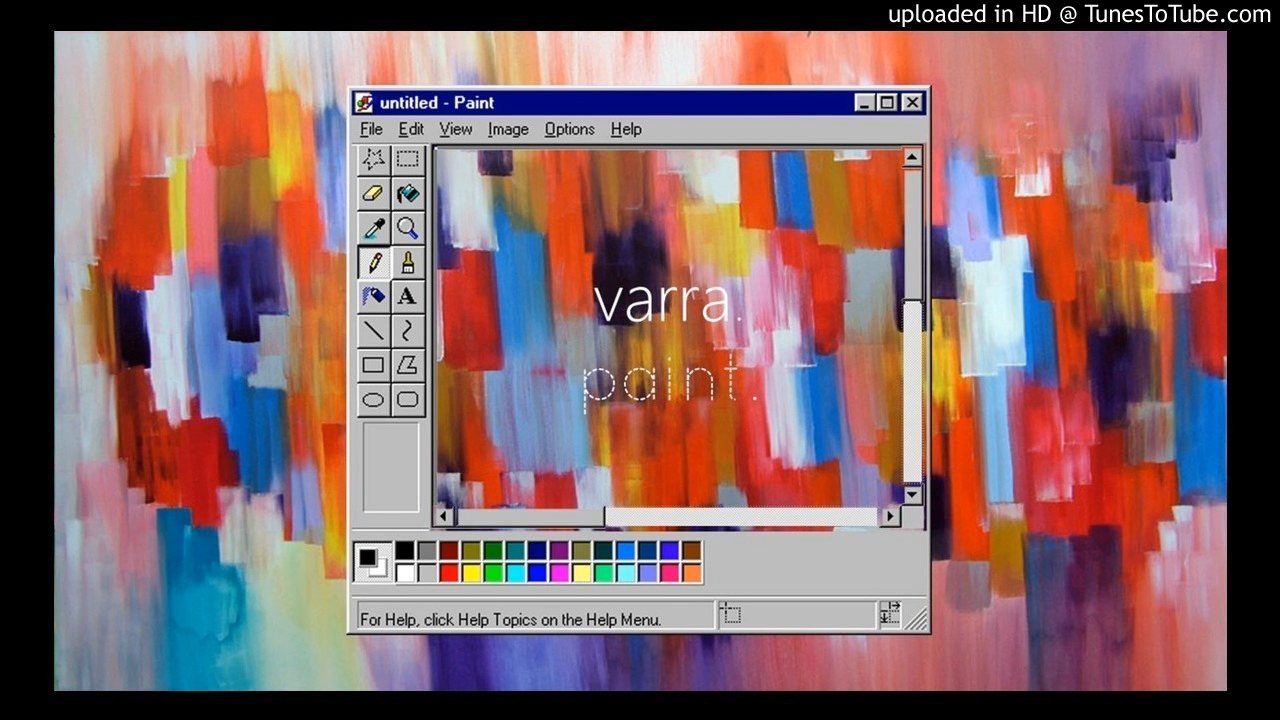 uploaded in HD @ TunesToTube.com
untitled - Paint
File Edit View Image Options Help
A
varra.
paint.
For Help, click Help Topics on the Help Menu.